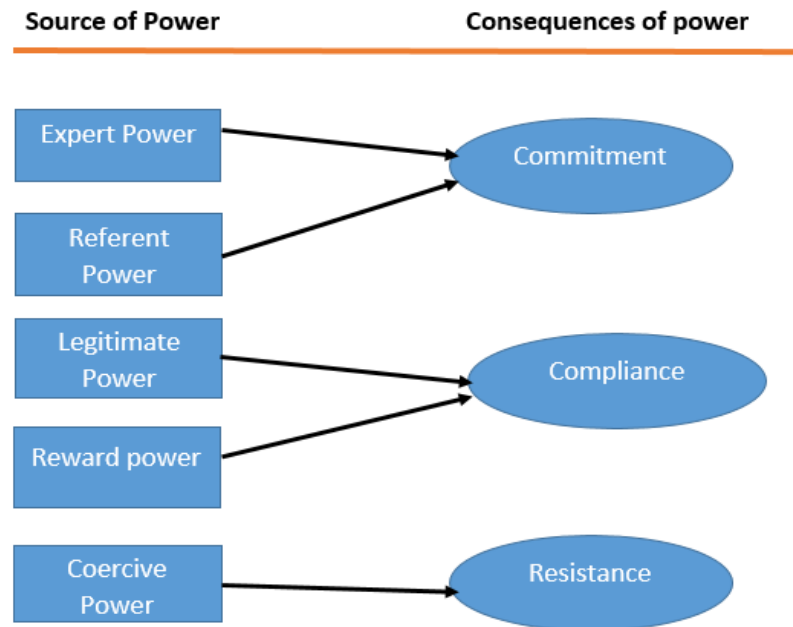 Source of Power
Consequences of power
Expert Power
Commitment
Referent
Power
Legitimate
Power
Compliance
Reward power
Coercive
Power
Resistance